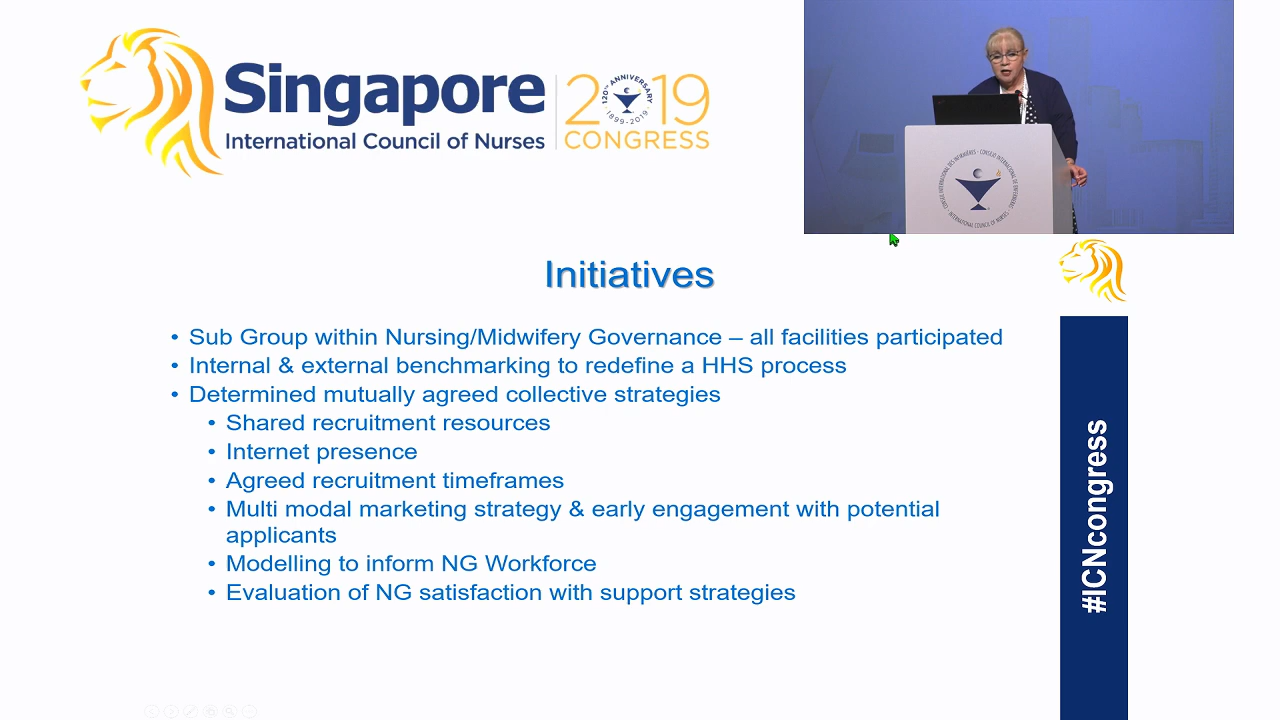 Singapore
International Council of Nurses
2019
120TH ANNIVERSARY
1899-2019
CONGRESS
Initiatives
• Sub Group within Nursing/Midwifery Governance – all facilities participated
• Internal & external benchmarking to redefine a HHS process
• Determined mutually agreed collective strategies
• Shared recruitment resources
• Internet presence
• Agreed recruitment timeframes
• Multi modal marketing strategy & early engagement with potential
applicants
• Modelling to inform NG Workforce
• Evaluation of NG satisfaction with support strategies
#ICNcongress